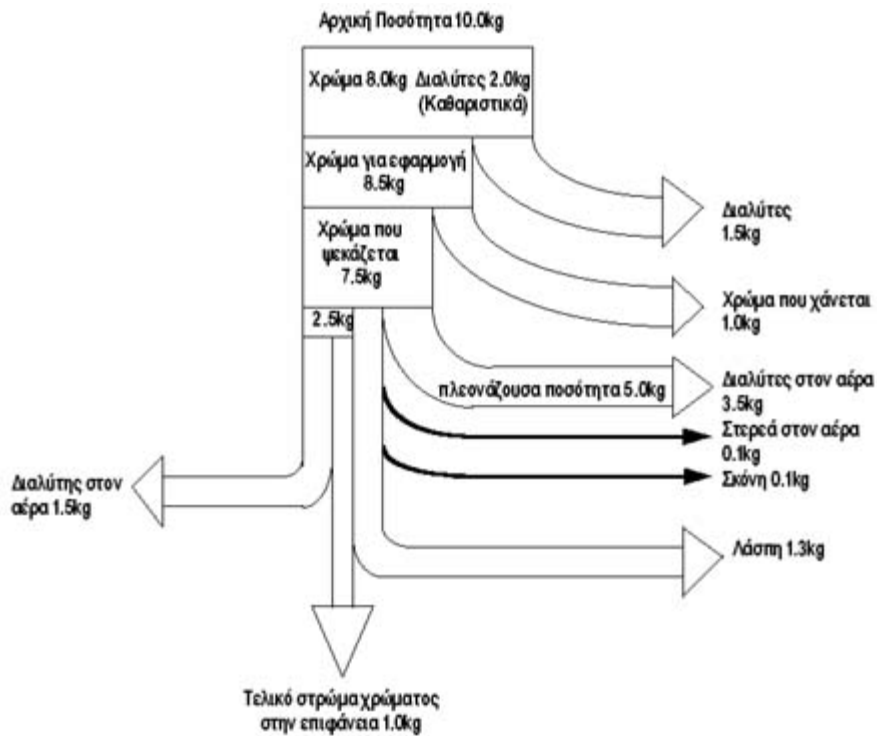 Αρχική Ποσότητα 10.0kg
Χρώμα 8.0kg Διαλύτες 2.0kg
(Καθαριστικά)
Χρώμα για εφαρμογή
8.5kg
Χρώμα που
ψεκάζεται
7.5kg
2.5kg
Διαλύτες
1.5kg
Χρώμα που χάνεται
1.0kg
πλεονάζουσα ποσότητα 5.0kg
Διαλύτες στον αέρα
3.5kg
Στερεά στον αέρα
0.1kg
Σκόνη 0.1kg
Διαλύτης στον
αέρα 1.5kg
Λάσπη 1.3kg
Τελικό στρώμα χρώματος
στην επιφάνεια 1.0kg